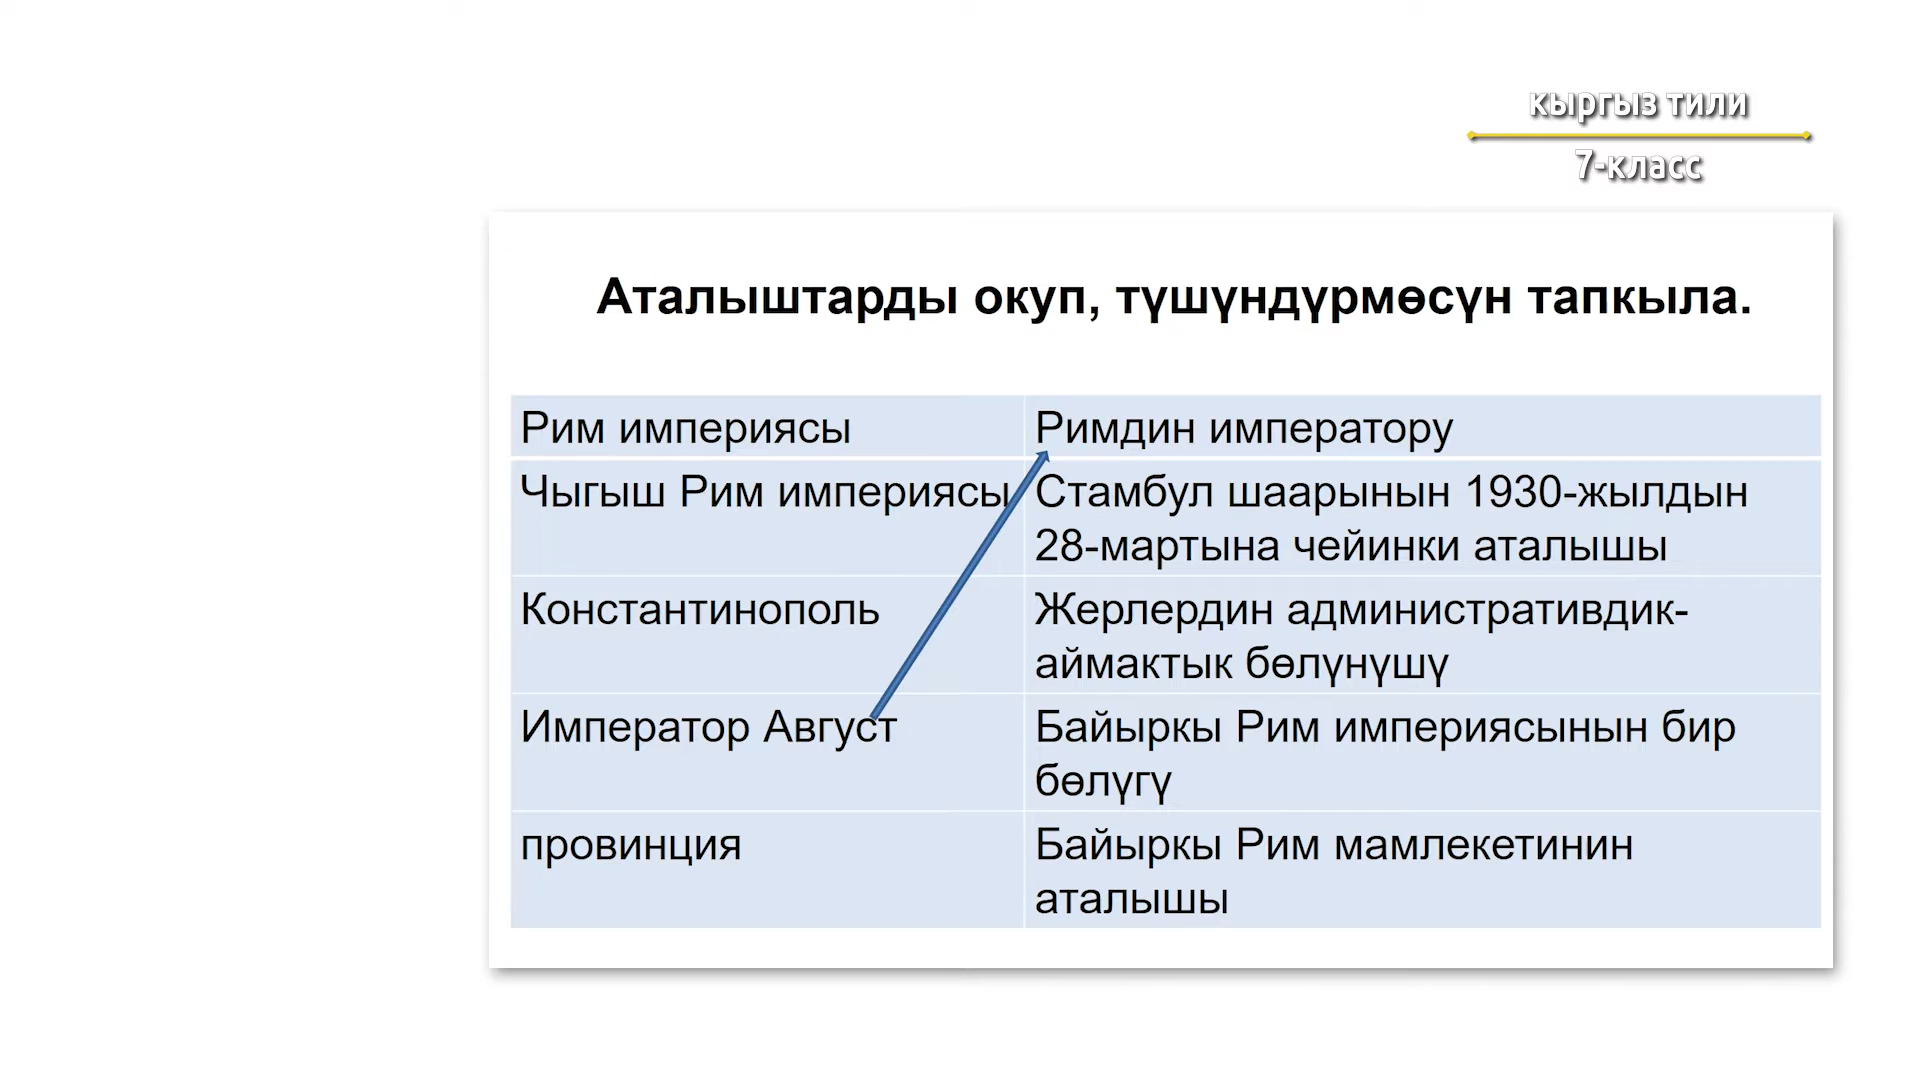 кыргыз тили
7-класс
Аталыштарды окуп, түшүндүрмөсүн тапкыла.
Рим империясы
Римдин императору
Чыгыш Рим империясы
Стамбул шаарынын 1930-жылдын
28-мартына чейинки аталышы
Константинополь
Жерлердин административдик-
аймактык бөлүнүшү
Император Август
Байыркы Рим империясынын бир
бөлүгү
провинция
Байыркы Рим мамлекетинин
аталышы